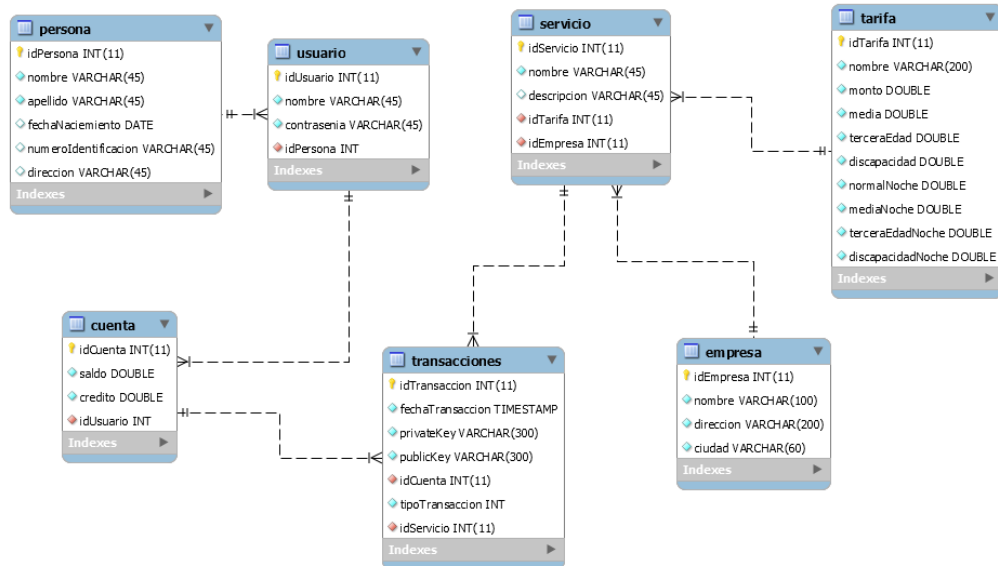 persona
idPersona INT(11)
nombre VARCHAR(45)
apellido VARCHAR(45)
fechaNaciemiento DATE
numeroIdentificacion VARCHAR(45)
direccion VARCHAR(45)
Indexes
usuario
idUsuario INT(11)
nombre VARCHAR(45)
contrasenia VARCHAR(45)
idPersona INT
Indexes
servicio
idServicio INT(11)
nombre VARCHAR(45)
descripcion VARCHAR(45)
idTarifa INT(11)
idEmpresa INT(11)
Indexes
tarifa
idTarifa INT(11)
nombre VARCHAR(200)
monto DOUBLE
media DOUBLE
terceraEdad DOUBLE
discapacidad DOUBLE
normalNoche DOUBLE
mediaNoche DOUBLE
terceraEdadNoche DOUBLE
discapacidadNoche DOUBLE
Indexes
cuenta
idCuenta INT(11)
saldo DOUBLE
credito DOUBLE
idUsuario INT
Indexes
transacciones
idTransaccion INT(11)
fechaTransaccion TIMESTAMP
privateKey VARCHAR(300)
publicKey VARCHAR(300)
idCuenta INT(11)
tipoTransaccion INT
idServicio INT(11)
Indexes
empresa
idEmpresa INT(11)
nombre VARCHAR(100)
direccion VARCHAR(200)
ciudad VARCHAR(60)
Indexes